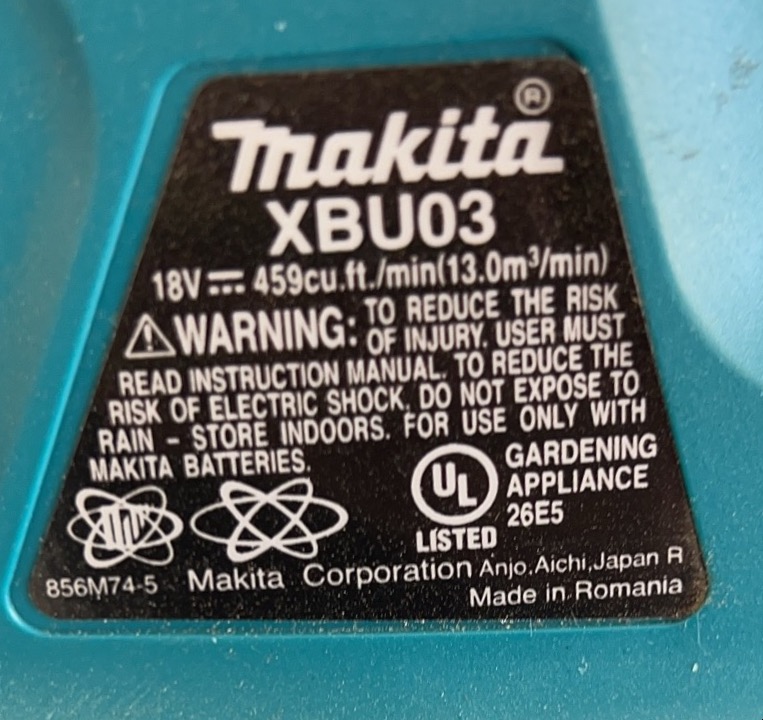 makita®
XBU03
18V⎓ 459cu.ft./min(13.0m³/min)
⚠WARNING: TO REDUCE THE RISK
OF INJURY. USER MUST
READ INSTRUCTION MANUAL. TO REDUCE THE
RISK OF ELECTRIC SHOCK, DO NOT EXPOSE TO
RAIN - STORE INDOORS. FOR USE ONLY WITH
MAKITA BATTERIES.
UL
LISTED
GARDENING
APPLIANCE
26E5
856M74-5 Makita Corporation Anjo, Aichi, Japan R
Made in Romania